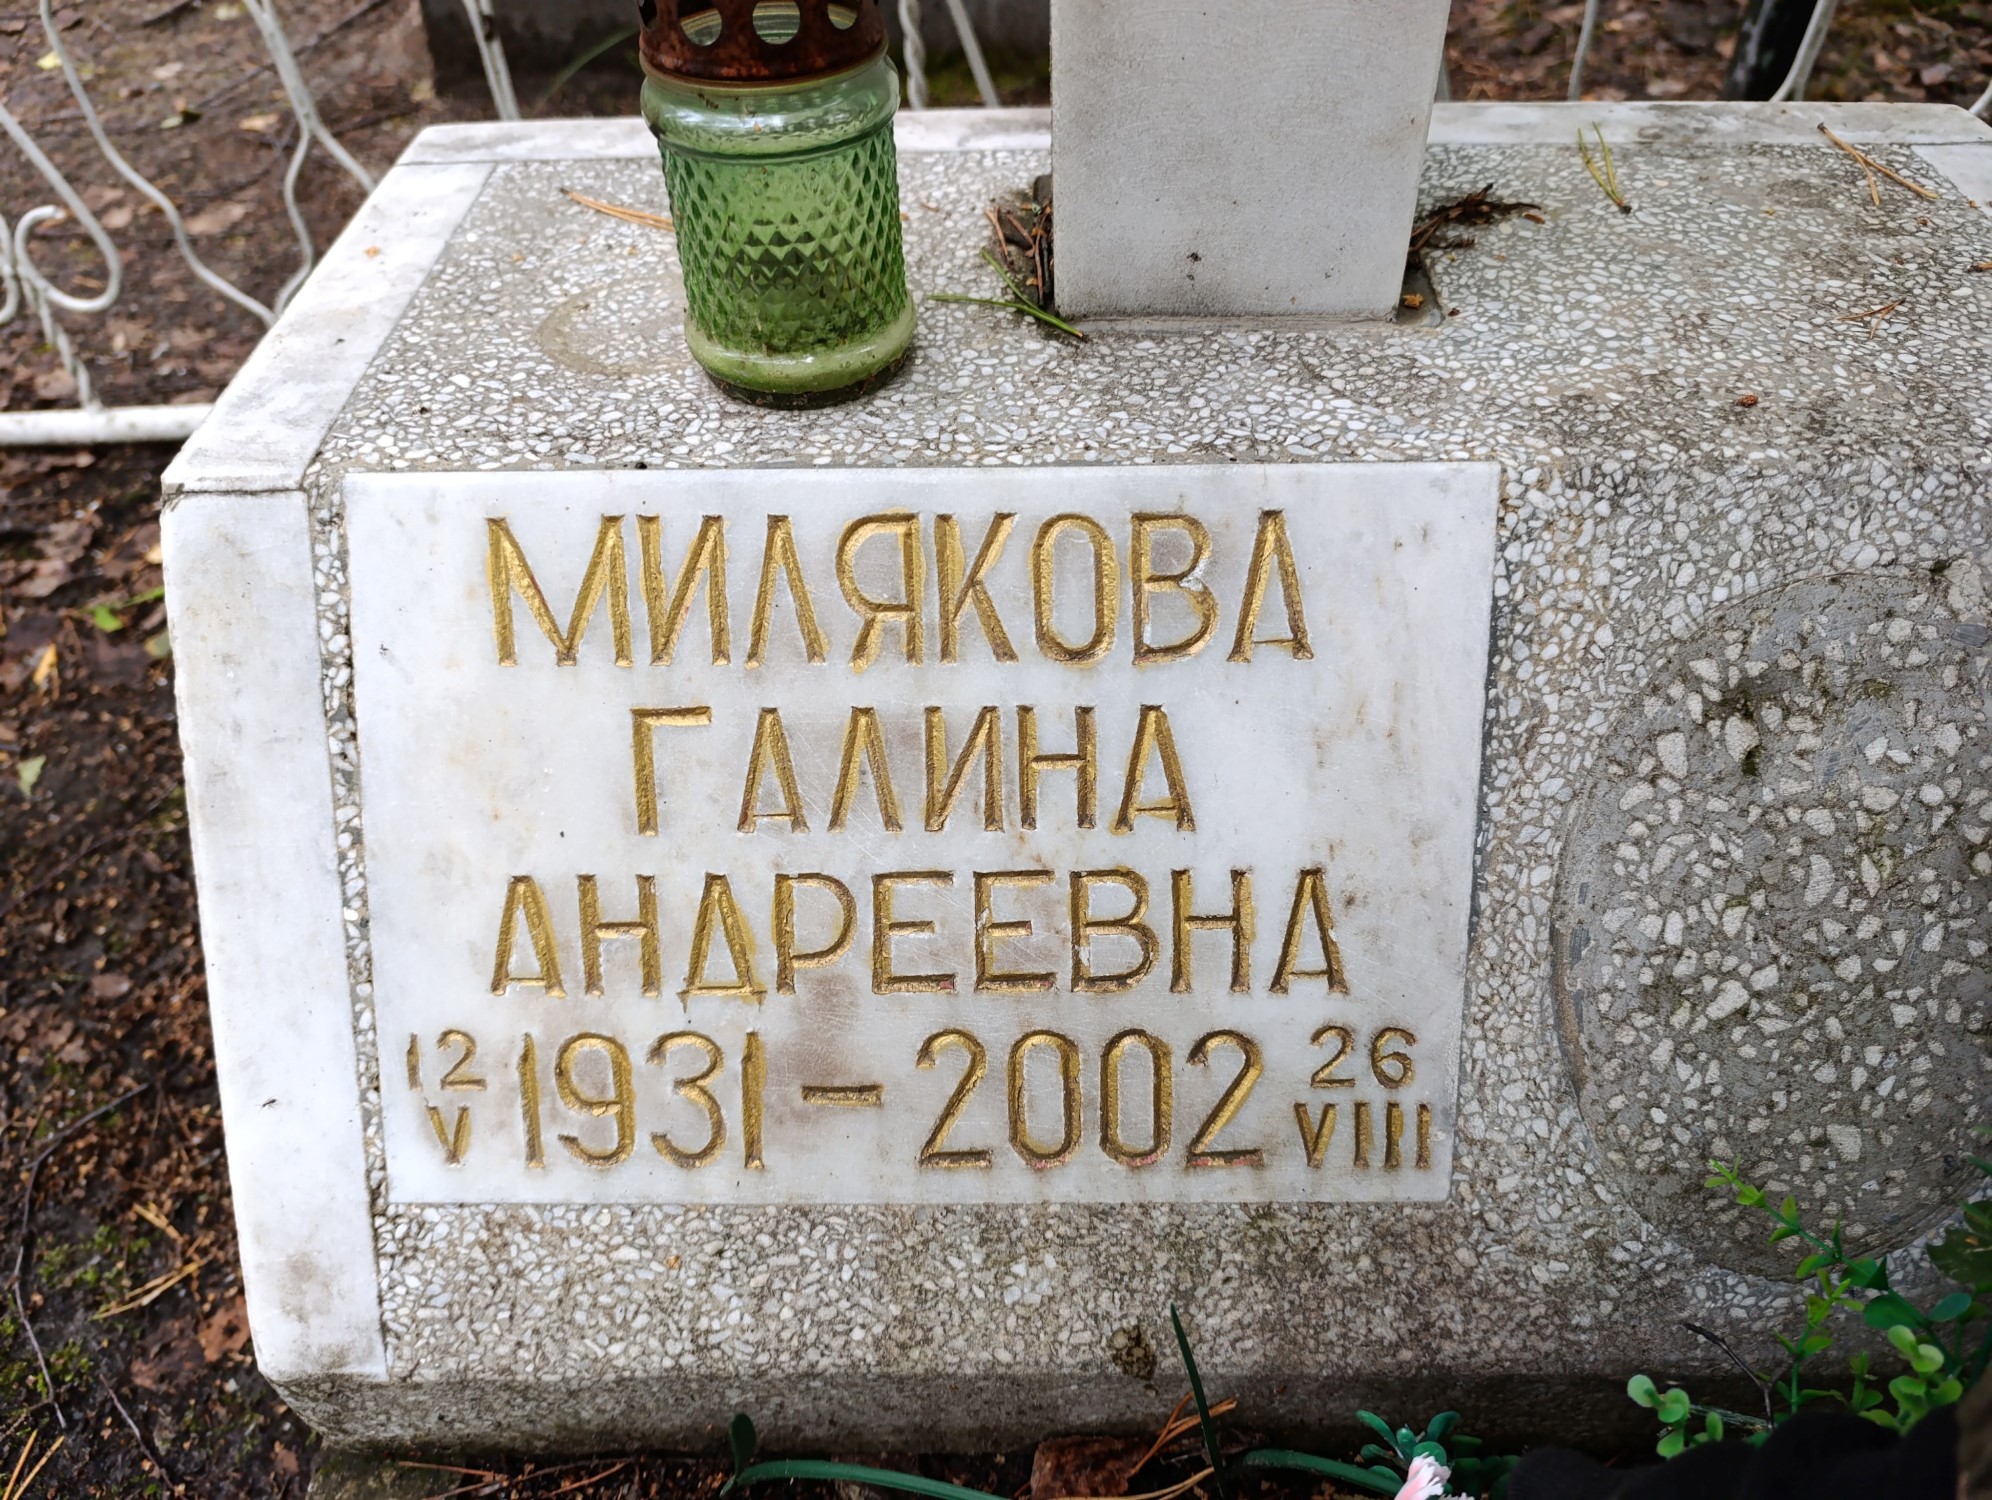 МИЛЯКОВА
ГАЛИНА
АНДРЕЕВНА
12 V 1931 – 2002 26 VIII